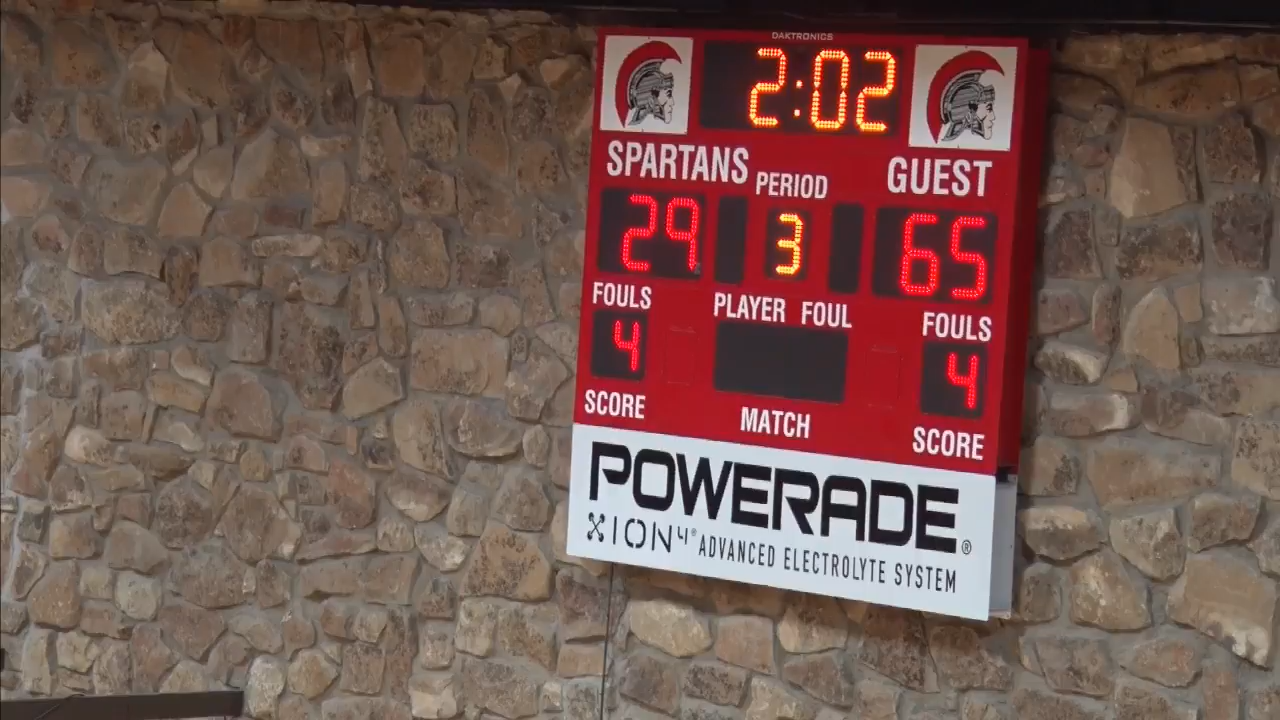 DAKTRONICS
2:02
SPARTANS PERIOD GUEST
29 3 65
FOULS PLAYER FOUL FOULS
4 4
SCORE MATCH SCORE
POWERADE®
ION4® ADVANCED ELECTROLYTE SYSTEM